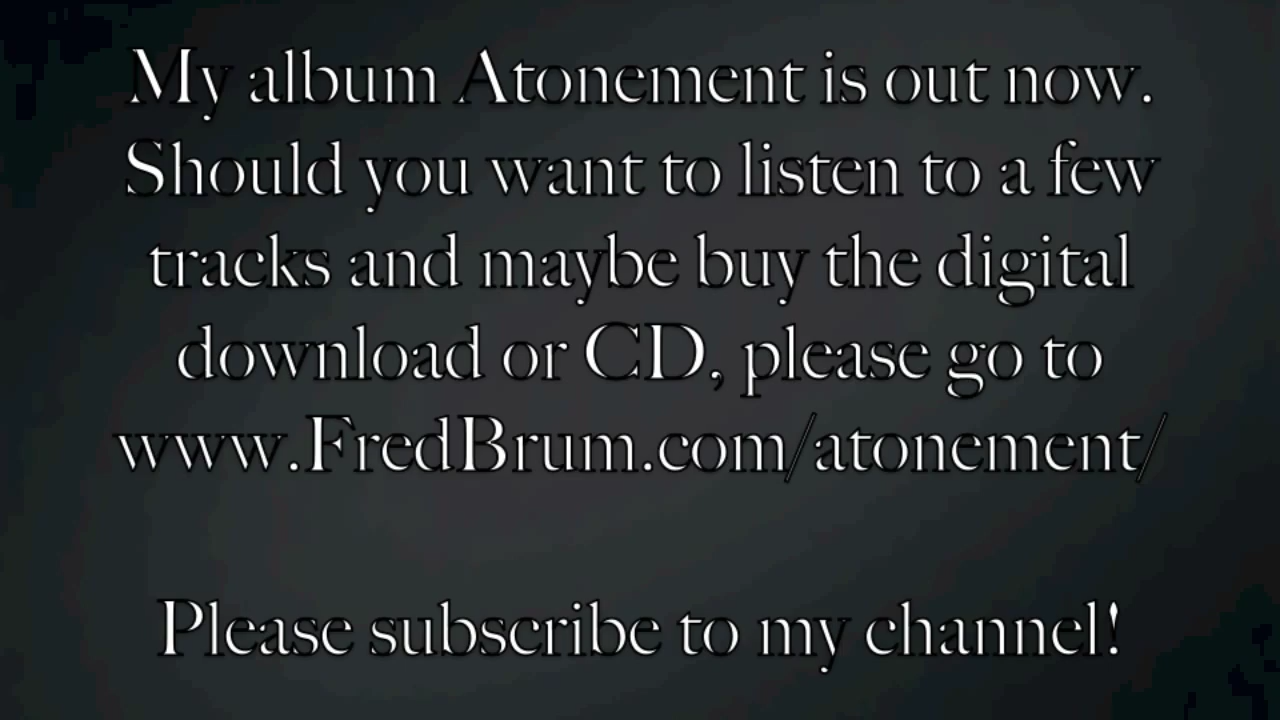 My album Atonement is out now.
Should you want to listen to a few
tracks and maybe buy the digital
download or CD, please go to
www.FredBrum.com/atonement/
Please subscribe to my channel!